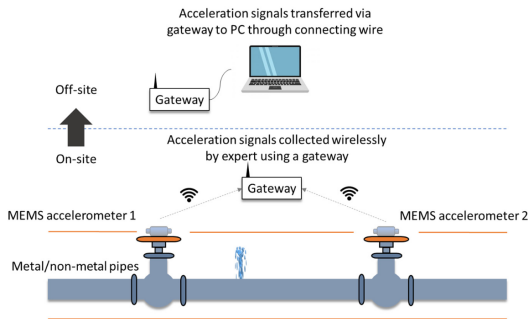 Acceleration signals transferred via
gateway to PC through connecting wire
Off-site
Gateway
On-site
Acceleration signals collected wirelessly
by expert using a gateway
Gateway
MEMS accelerometer 1
MEMS accelerometer 2
Metal/non-metal pipes